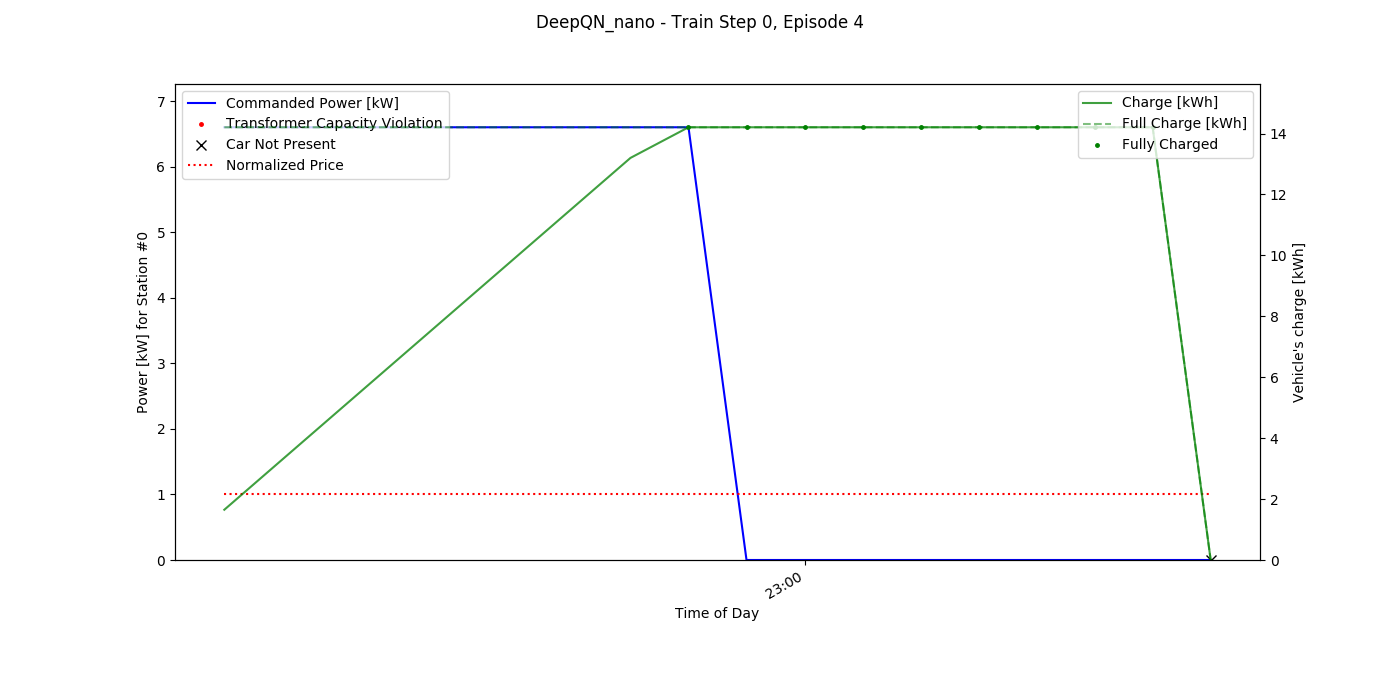 DeepQN_nano - Train Step 0, Episode 4
Commanded Power [kW]
Transformer Capacity Violation
Car Not Present
Normalized Price
Charge [kWh]
Full Charge [kWh]
Fully Charged
7
6
5
4
3
2
1
0
Power [kW] for Station #0
14
12
10
8
6
4
2
0
Vehicle's charge [kWh]
23:00
Time of Day